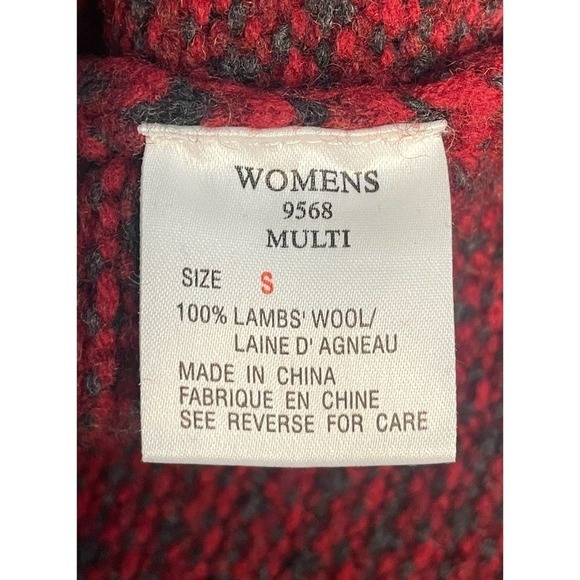 WOMENS
9568
MULTI
SIZE S
100% LAMBS' WOOL/
LAINE D' AGNEAU
MADE IN CHINA
FABRIQUE EN CHINE
SEE REVERSE FOR CARE